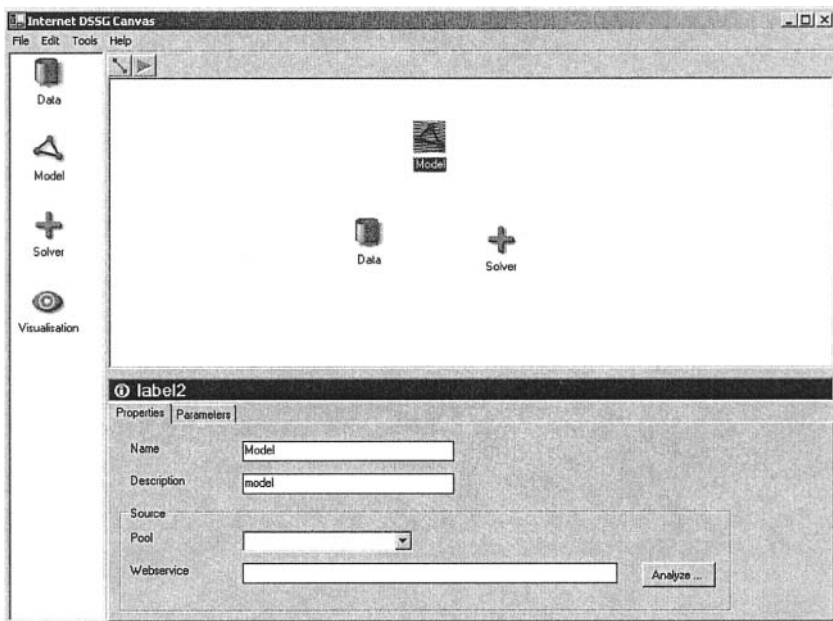 Internet DSSG Canvas
File Edit Tools Help
Data
Model
Solver
Visualisation
Model
Data
Solver
label2
Properties Parameters
Name Model
Description model
Source
Pool
Webservice Analyze ...